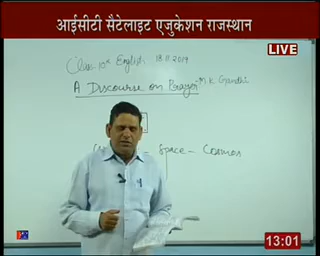 आईसीटी सैटेलाइट एजुकेशन राजस्थान
LIVE
Class 10th English 18.11.2019
A Discourse on Prayer -M.K Gandhi
- Space - Cosmos
13:01